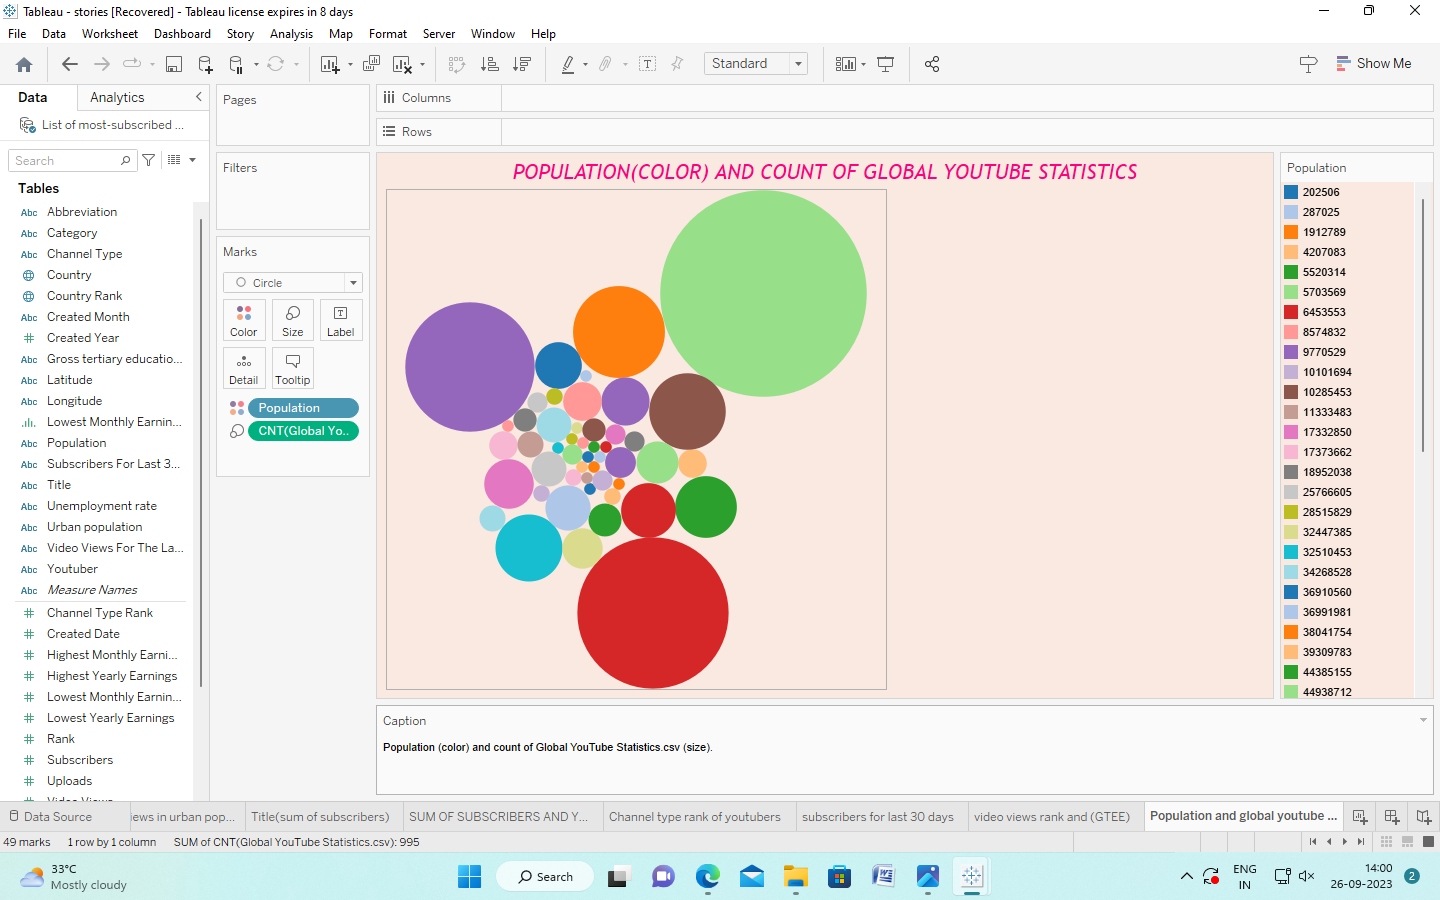 Tableau - stories [Recovered] - Tableau license expires in 8 days
File Data Worksheet Dashboard Story Analysis Map Format Server Window Help
Standard
Show Me
Data Analytics
List of most-subscribed ...
Search
Tables
Abc Abbreviation
Abc Category
Abc Channel Type
Country
Country Rank
Abc Created Month
# Created Year
Abc Gross tertiary educatio...
Abc Latitude
Abc Longitude
Lowest Monthly Earnin...
Abc Population
Abc Subscribers For Last 3...
Abc Title
Abc Unemployment rate
Abc Urban population
Abc Video Views For The La...
Abc Youtuber
Abc Measure Names
# Channel Type Rank
# Created Date
# Highest Monthly Earni...
# Highest Yearly Earnings
# Lowest Monthly Earnin...
# Lowest Yearly Earnings
# Rank
# Subscribers
# Uploads
Pages
Filters
Marks
Circle
Color Size Label
Detail Tooltip
Population
CNT(Global Yo..
Columns
Rows
POPULATION(COLOR) AND COUNT OF GLOBAL YOUTUBE STATISTICS
Population
202506
287025
1912789
4207083
5520314
5703569
6453553
8574832
9770529
10101694
10285453
11333483
17332850
17373662
18952038
25766605
28515829
32447385
32510453
34268528
36910560
36991981
38041754
39309783
44385155
44938712
Caption
Population (color) and count of Global YouTube Statistics.csv (size).
Data Source
iews in urban pop... Title(sum of subscribers) SUM OF SUBSCRIBERS AND Y... Channel type rank of youtubers subscribers for last 30 days video views rank and (GTEE) Population and global youtube ...
49 marks 1 row by 1 column SUM of CNT(Global YouTube Statistics.csv): 995
33°C
Mostly cloudy
Search
ENG
IN
14:00
26-09-2023
2